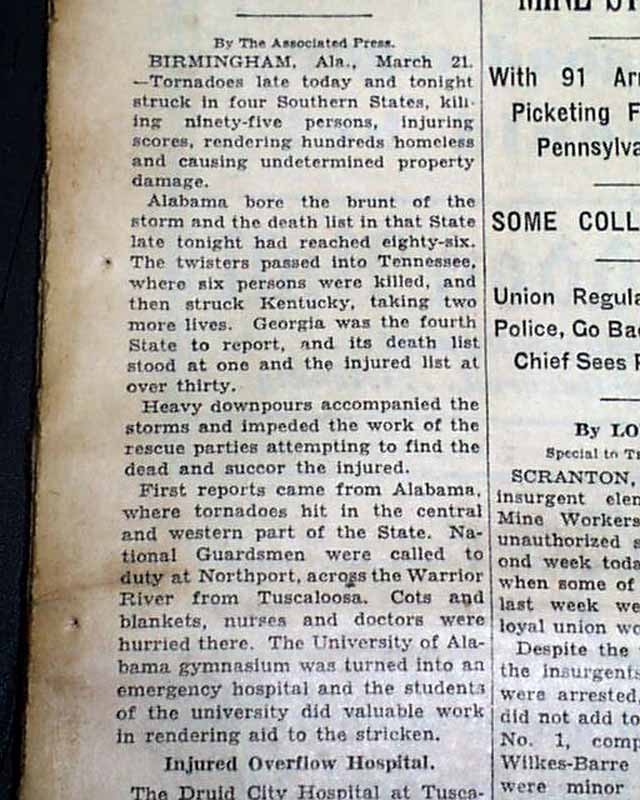 By The Associated Press.
BIRMINGHAM, Ala., March 21.
—Tornadoes late today and tonight
struck in four Southern States, kill-
ing ninety-five persons, injuring
scores, rendering hundreds homeless
and causing undetermined property
damage.
Alabama bore the brunt of the
storm and the death list in that State
late tonight had reached eighty-six.
The twisters passed into Tennessee,
where six persons were killed, and
then struck Kentucky, taking two
more lives. Georgia was the fourth
State to report, and its death list
stood at one and the injured list at
over thirty.
Heavy downpours accompanied the
storms and impeded the work of the
rescue parties attempting to find the
dead and succor the injured.
First reports came from Alabama,
where tornadoes hit in the central
and western part of the State. Na-
tional Guardsmen were called to
duty at Northport, across the Warrior
River from Tuscaloosa. Cots and
blankets, nurses and doctors were
hurried there. The University of Ala-
bama gymnasium was turned into an
emergency hospital and the students
of the university did valuable work
in rendering aid to the stricken.
Injured Overflow Hospital.
The Druid City Hospital at Tusca-
MINE
With 91 Arr
Picketing F
Pennsylva
SOME COLL
Union Regula
Police, Go Ba
Chief Sees
By LO
Special to T
SCRANTON,
insurgent elem
Mine Workers
unauthorized s
ond week toda
when some of
last week we
loyal union wo
Despite the
the insurgents
were arrested,
did not add to
No. 1, comp
Wilkes-Barre
were minor